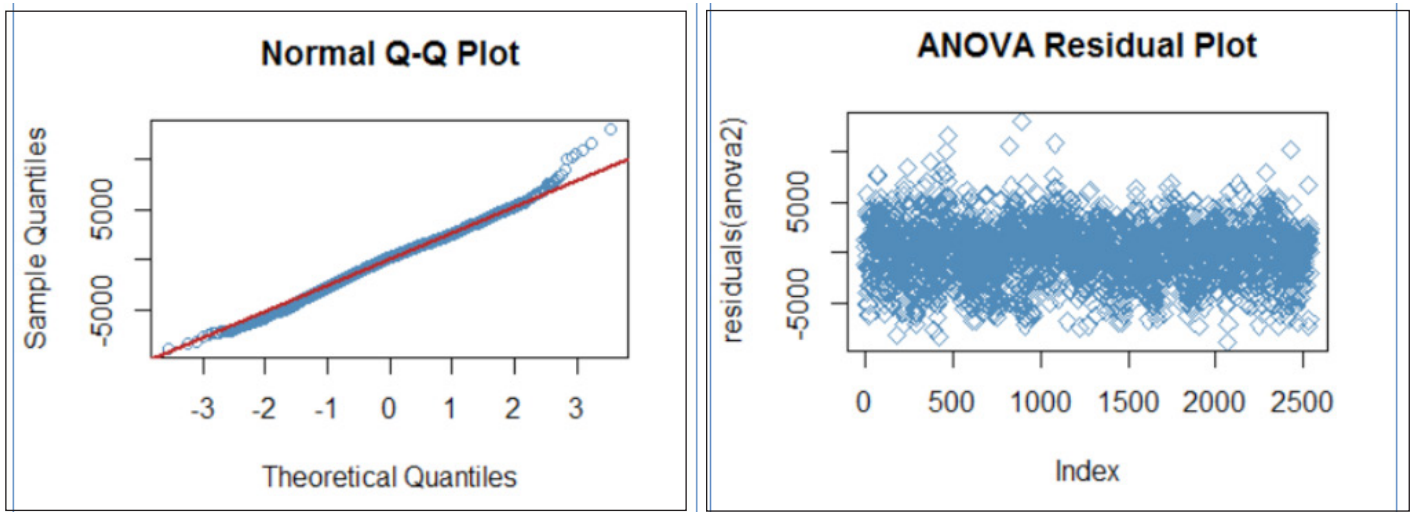 Normal Q-Q Plot
Sample Quantiles
5000
-5000
-3 -2 -1 0 1 2 3
Theoretical Quantiles
ANOVA Residual Plot
residuals(anova2)
5000
-5000
0 500 1000 1500 2000 2500
Index